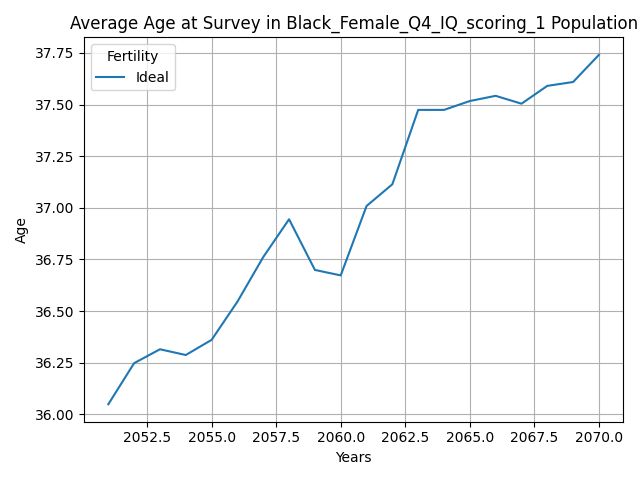 Average Age at Survey in Black_Female_Q4_IQ_scoring_1 Population
Fertility
Ideal
Age
37.75
37.50
37.25
37.00
36.75
36.50
36.25
36.00
2052.5 2055.0 2057.5 2060.0 2062.5 2065.0 2067.5 2070.0
Years